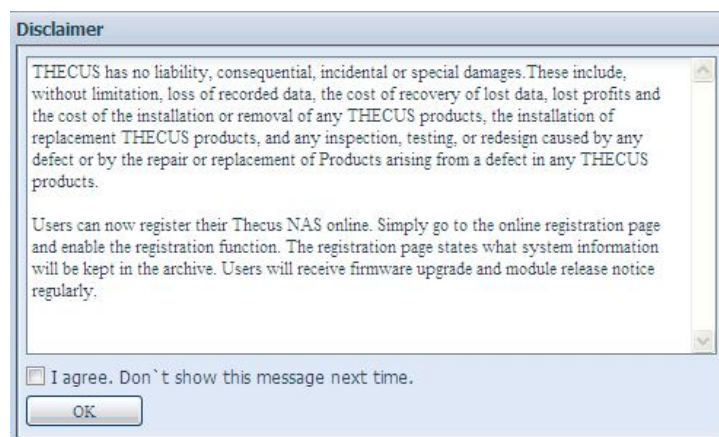 Disclaimer
THECUS has no liability, consequential, incidental or special damages.These include,
without limitation, loss of recorded data, the cost of recovery of lost data, lost profits and
the cost of the installation or removal of any THECUS products, the installation of
replacement THECUS products, and any inspection, testing, or redesign caused by any
defect or by the repair or replacement of Products arising from a defect in any THECUS
products.
Users can now register their Thecus NAS online. Simply go to the online registration page
and enable the registration function. The registration page states what system information
will be kept in the archive. Users will receive firmware upgrade and module release notice
regularly.
I agree. Don`t show this message next time.
OK